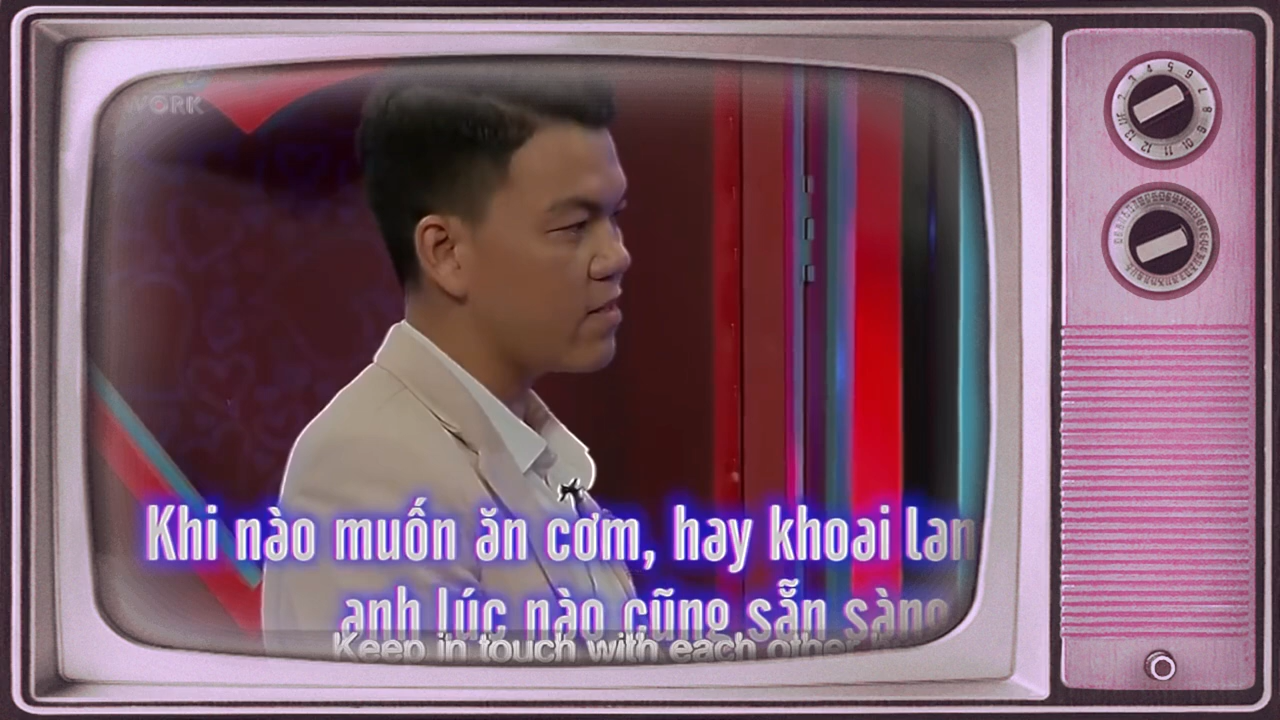 WORK
Khi nào muốn ăn cơm, hay khoai lan
anh lúc nào cũng sẵn sàng
Keep in touch with each other